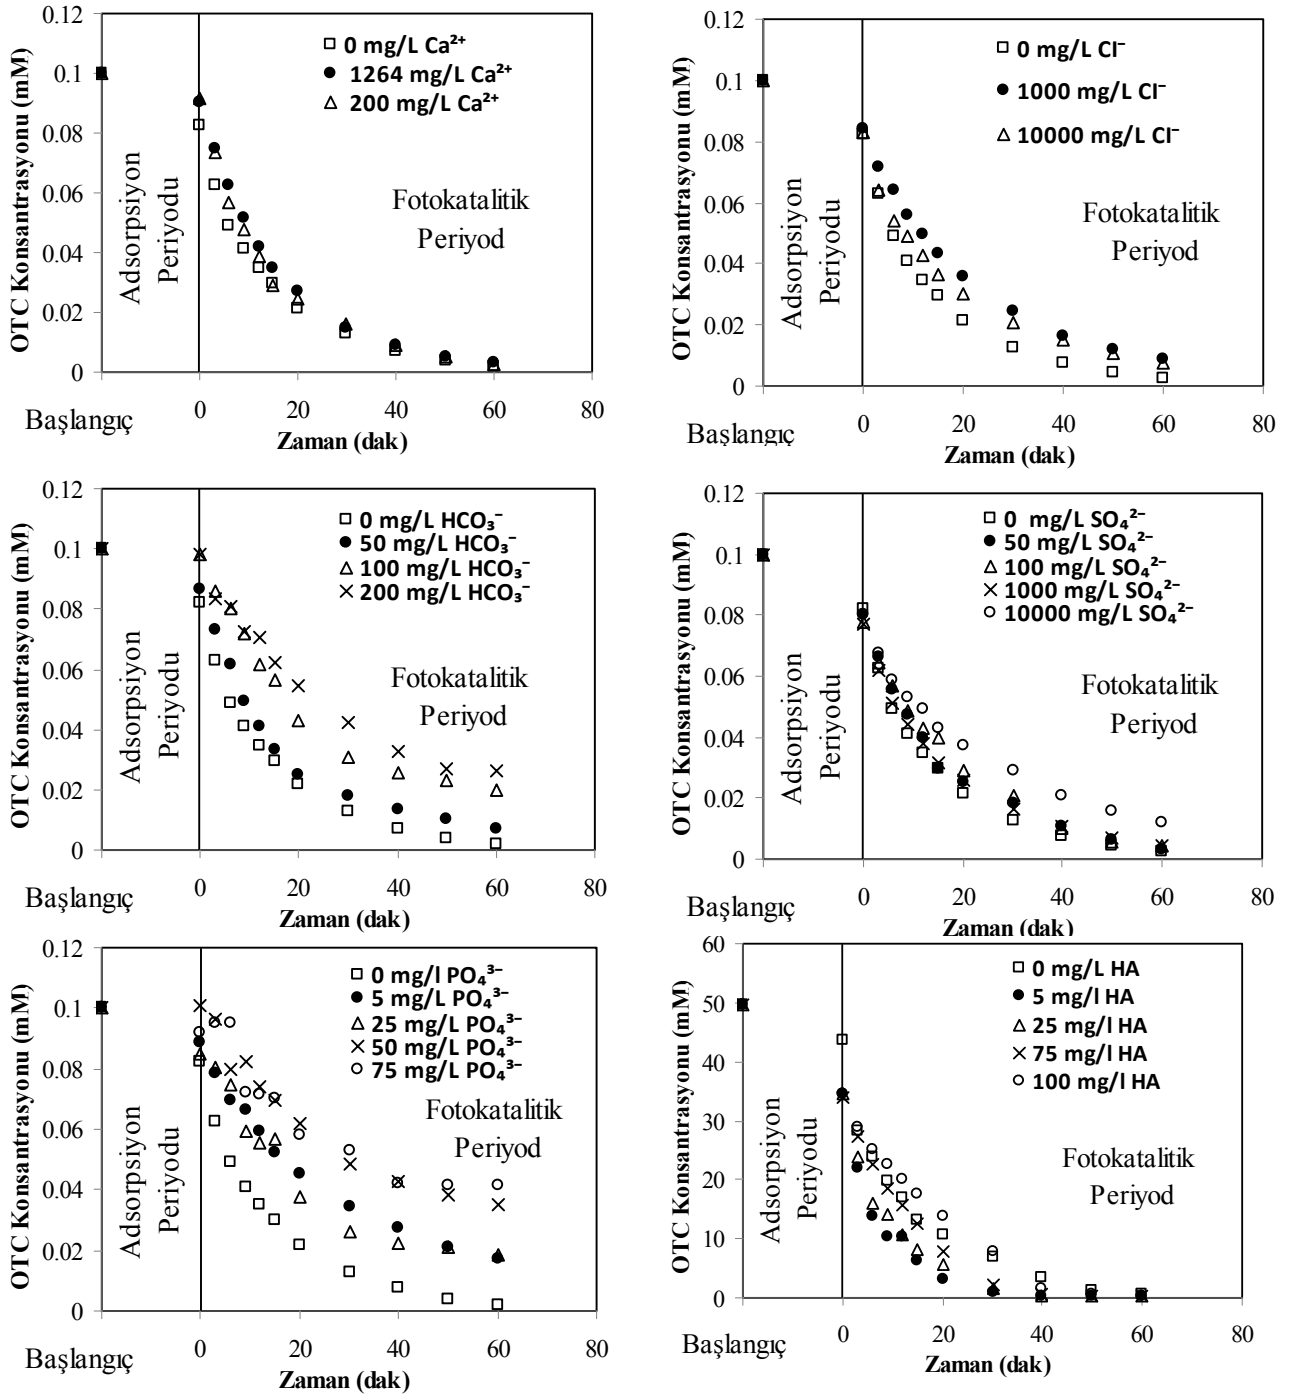 OTC Konsantrasyonu (mM)
0.12
0.1
0.08
0.06
0.04
0.02
0
□ 0 mg/L Ca²⁺
● 1264 mg/L Ca²⁺
△ 200 mg/L Ca²⁺
Adsorpsiyon
Periyodu
Fotokatalitik
Periyod
Başlangıç
0 20 40 60 80
Zaman (dak)
OTC Konsantrasyonu (mM)
0.12
0.1
0.08
0.06
0.04
0.02
0
□ 0 mg/L Cl⁻
● 1000 mg/L Cl⁻
△ 10000 mg/L Cl⁻
Adsorpsiyon
Periyodu
Fotokatalitik
Periyod
Başlangıç
0 20 40 60 80
Zaman (dak)
OTC Konsantrasyonu (mM)
0.12
0.1
0.08
0.06
0.04
0.02
0
□ 0 mg/L HCO₃⁻
● 50 mg/L HCO₃⁻
△ 100 mg/L HCO₃⁻
× 200 mg/L HCO₃⁻
Adsorpsiyon
Periyodu
Fotokatalitik
Periyod
Başlangıç
0 20 40 60 80
Zaman (dak)
OTC Konsantrasyonu (mM)
0.12
0.1
0.08
0.06
0.04
0.02
0
□ 0 mg/L SO₄²⁻
● 50 mg/L SO₄²⁻
△ 100 mg/L SO₄²⁻
× 1000 mg/L SO₄²⁻
○ 10000 mg/L SO₄²⁻
Adsorpsiyon
Periyodu
Fotokatalitik
Periyod
Başlangıç
0 20 40 60 80
Zaman (dak)
OTC Konsantrasyonu (mM)
0.12
0.1
0.08
0.06
0.04
0.02
0
□ 0 mg/l PO₄³⁻
● 5 mg/L PO₄³⁻
△ 25 mg/L PO₄³⁻
× 50 mg/L PO₄³⁻
○ 75 mg/L PO₄³⁻
Adsorpsiyon
Periyodu
Fotokatalitik
Periyod
Başlangıç
0 20 40 60 80
Zaman (dak)
OTC Konsantrasyonu (mM)
60
50
40
30
20
10
0
□ 0 mg/L HA
● 5 mg/l HA
△ 25 mg/l HA
× 75 mg/l HA
○ 100 mg/l HA
Adsorpsiyon
Periyodu
Fotokatalitik
Periyod
Başlangıç
0 20 40 60 80
Zaman (dak)